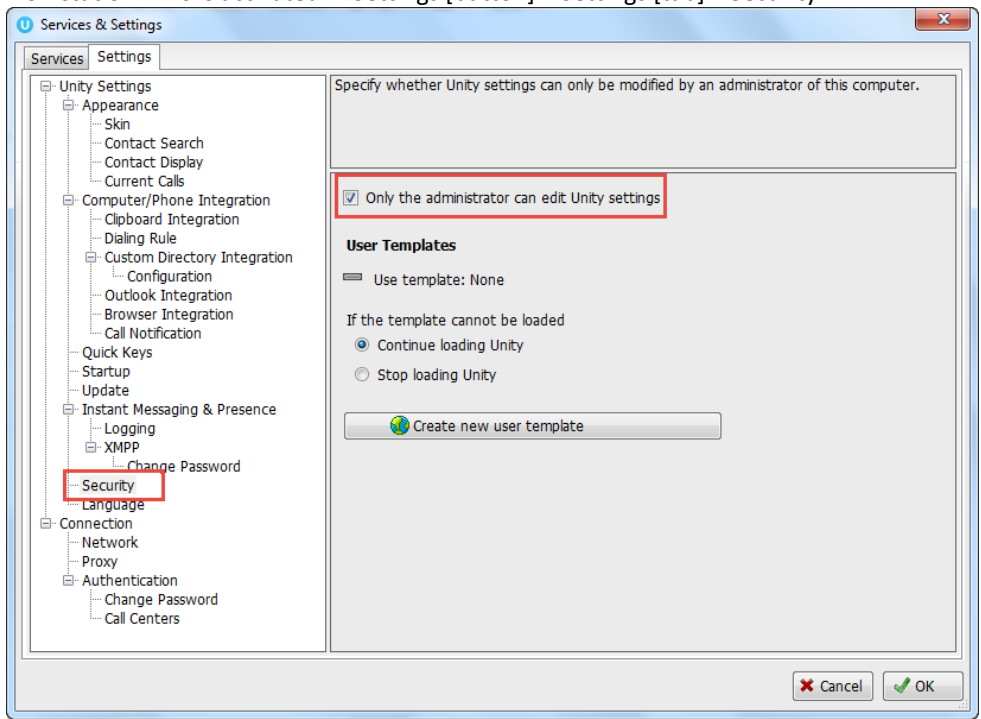 Services & Settings
Services Settings
Unity Settings
Appearance
Skin
Contact Search
Contact Display
Current Calls
Computer/Phone Integration
Clipboard Integration
Dialing Rule
Custom Directory Integration
Configuration
Outlook Integration
Browser Integration
Call Notification
Quick Keys
Startup
Update
Instant Messaging & Presence
Logging
XMPP
Change Password
Security
Language
Connection
Network
Proxy
Authentication
Change Password
Call Centers
Specify whether Unity settings can only be modified by an administrator of this computer.
Only the administrator can edit Unity settings
User Templates
Use template: None
If the template cannot be loaded
Continue loading Unity
Stop loading Unity
Create new user template
Cancel OK